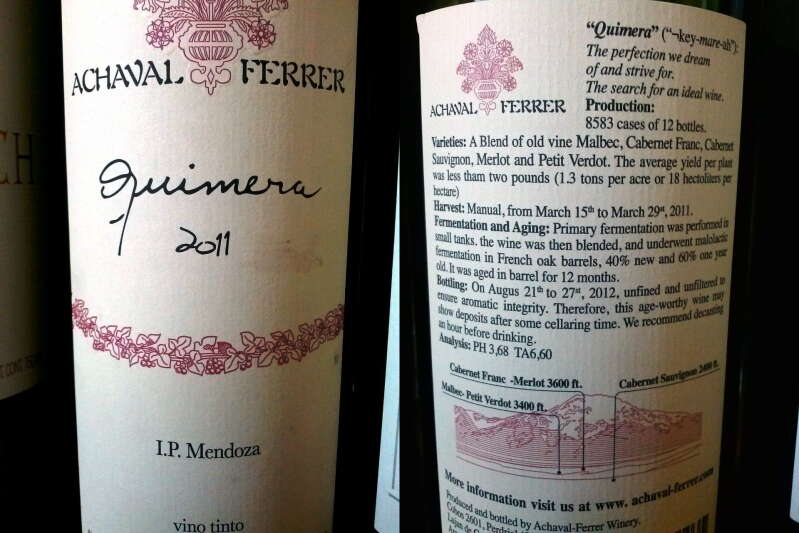 ACHAVAL FERRER
Quimera
2011
I.P. Mendoza
vino tinto
ACHAVAL FERRER
"Quimera" ("¬key-mare-ah"):
The perfection we dream
of and strive for.
The search for an ideal wine.
Production:
8583 cases of 12 bottles.
Varieties: A Blend of old vine Malbec, Cabernet Franc, Cabernet
Sauvignon, Merlot and Petit Verdot. The average yield per plant
was less tham two pounds (1.3 tons per acre or 18 hectoliters per
hectare)
Harvest: Manual, from March 15th to March 29st, 2011.
Fermentation and Aging: Primary fermentation was performed in
small tanks. the wine was then blended, and underwent malolactic
fermentation in French oak barrels, 40% new and 60% one year
old. It was aged in barrel for 12 months.
Bottling: On Augus 21th to 27st, 2012, unfined and unfiltered to
ensure aromatic integrity. Therefore, this age-worthy wine may
show deposits after some cellaring time. We recommend decanting
an hour before drinking.
Analysis: PH 3,68 TA6,60
Cabernet Franc -Merlot 3600 ft.
Cabernet Sauvignon 2400 ft.
Malbec- Petit Verdot 3400 ft.
More information visit us at www. achaval-ferrer.com
Produced and bottled by Achaval-Ferrer Winery.
Cobos 2601,